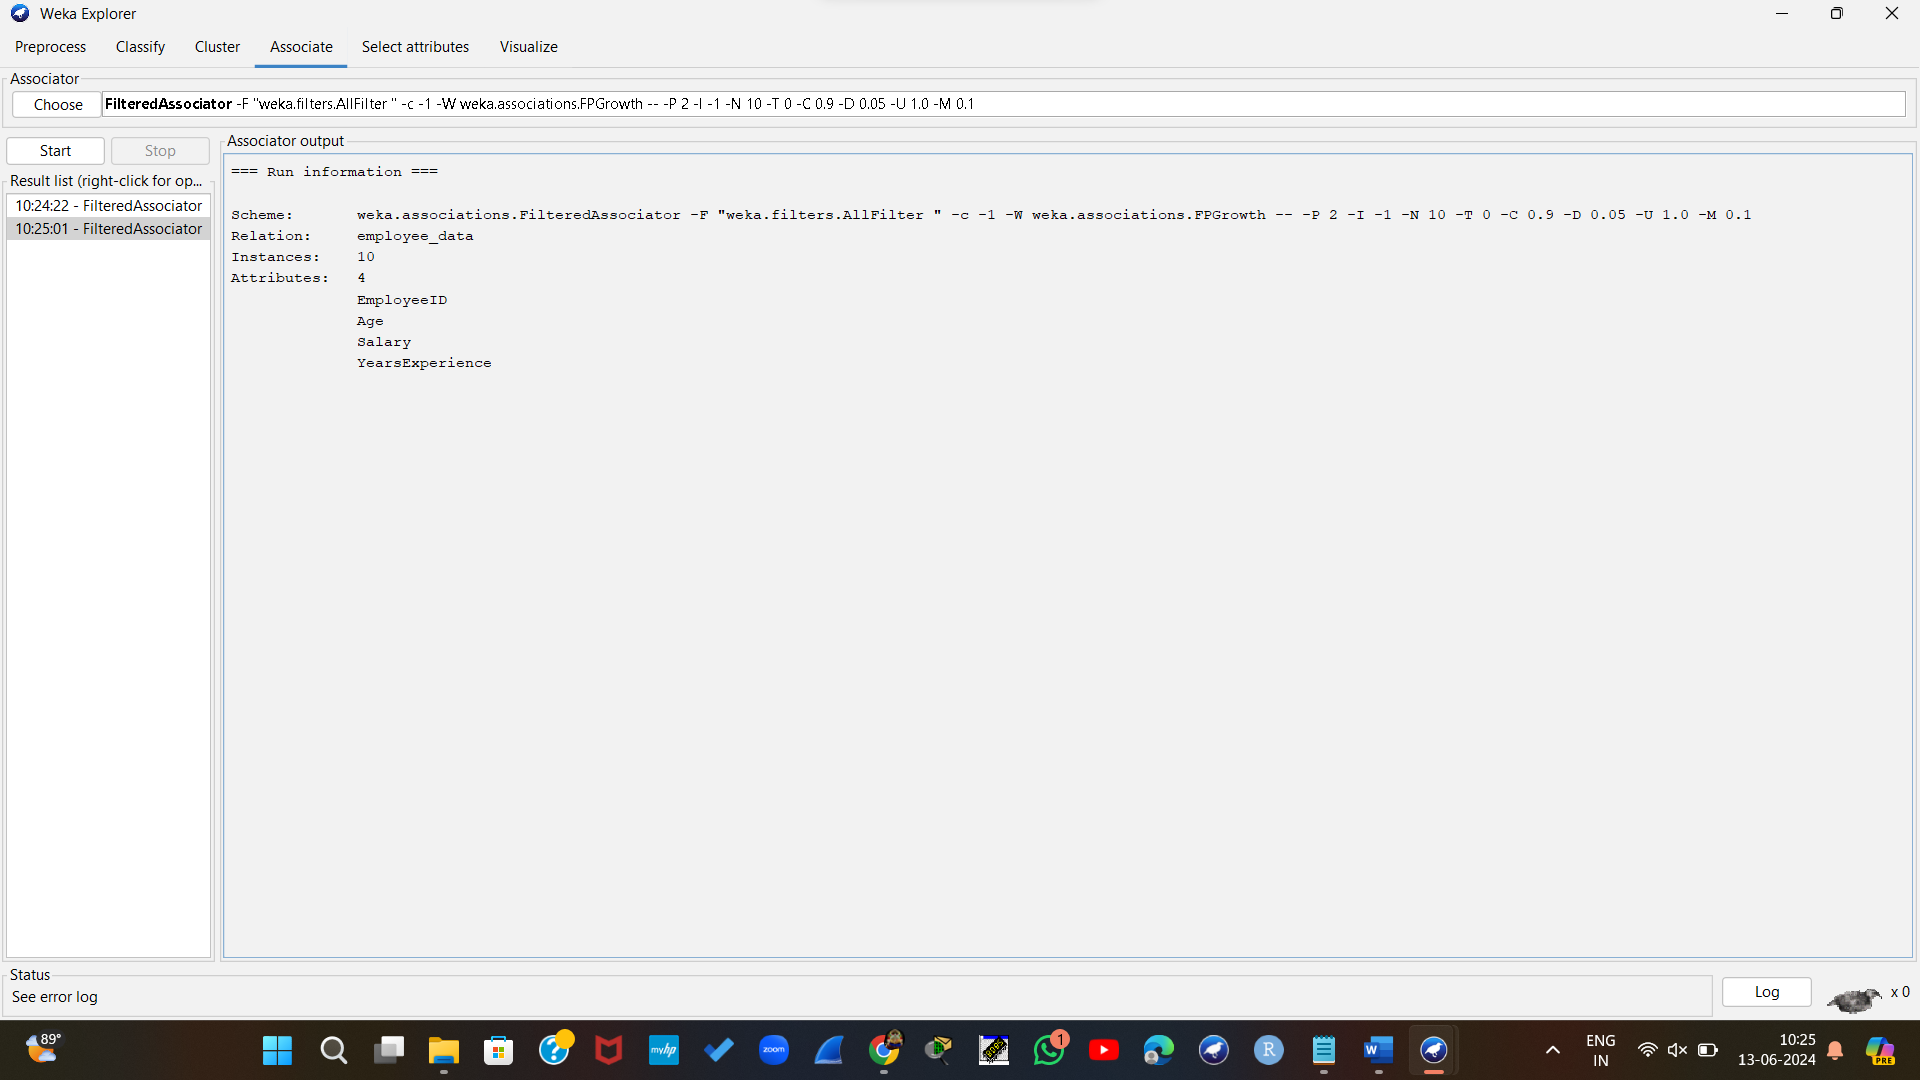 Weka Explorer
Preprocess Classify Cluster Associate Select attributes Visualize
Associator
Choose FilteredAssociator -F "weka.filters.AllFilter " -c -1 -W weka.associations.FPGrowth -- -P 2 -I -1 -N 10 -T 0 -C 0.9 -D 0.05 -U 1.0 -M 0.1
Start Stop
Associator output
Result list (right-click for op...
10:24:22 - FilteredAssociator
10:25:01 - FilteredAssociator
=== Run information ===
Scheme: weka.associations.FilteredAssociator -F "weka.filters.AllFilter " -c -1 -W weka.associations.FPGrowth -- -P 2 -I -1 -N 10 -T 0 -C 0.9 -D 0.05 -U 1.0 -M 0.1
Relation: employee_data
Instances: 10
Attributes: 4
EmployeeID
Age
Salary
YearsExperience
Status
See error log
Log
x 0
89°
myhp
zoom
1
R
W
PRE
ENG
IN
10:25
13-06-2024